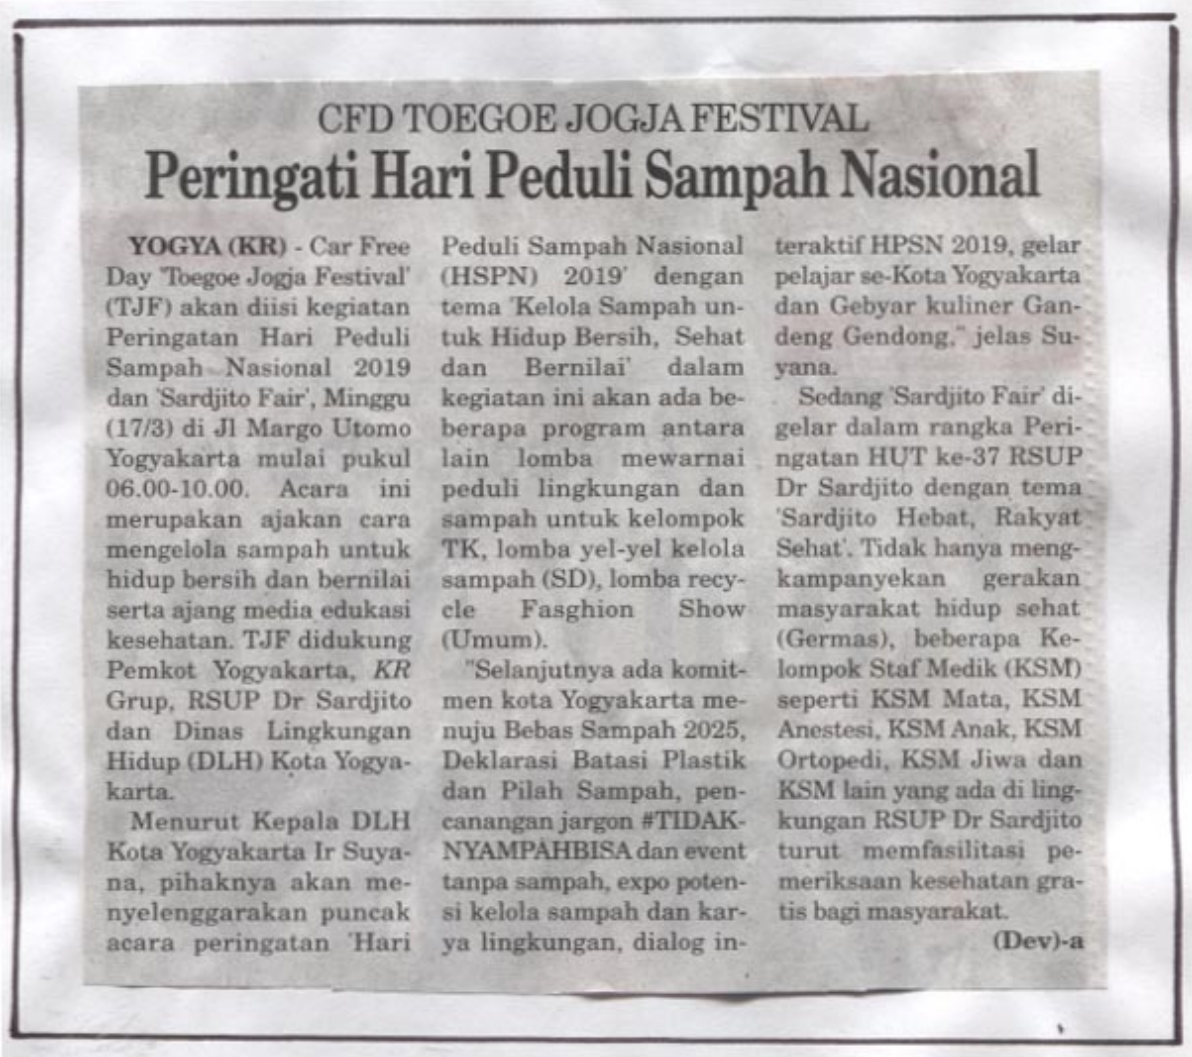 CFD TOEGOE JOGJA FESTIVAL
Peringati Hari Peduli Sampah Nasional
YOGYA (KR) - Car Free
Day 'Toegoe Jogja Festival'
(TJF) akan diisi kegiatan
Peringatan Hari Peduli
Sampah Nasional 2019
dan 'Sardjito Fair', Minggu
(17/3) di Jl Margo Utomo
Yogyakarta mulai pukul
06.00-10.00. Acara ini
merupakan ajakan cara
mengelola sampah untuk
hidup bersih dan bernilai
serta ajang media edukasi
kesehatan. TJF didukung
Pemkot Yogyakarta, KR
Grup, RSUP Dr Sardjito
dan Dinas Lingkungan
Hidup (DLH) Kota Yogya-
karta.
Menurut Kepala DLH
Kota Yogyakarta Ir Suya-
na, pihaknya akan me-
nyelenggarakan puncak
acara peringatan 'Hari
Peduli Sampah Nasional
(HSPN) 2019' dengan
tema 'Kelola Sampah un-
tuk Hidup Bersih, Sehat
dan Bernilai' dalam
kegiatan ini akan ada be-
berapa program antara
lain lomba mewarnai
peduli lingkungan dan
sampah untuk kelompok
TK, lomba yel-yel kelola
sampah (SD), lomba recy-
cle Fasghion Show
(Umum).
"Selanjutnya ada komit-
men kota Yogyakarta me-
nuju Bebas Sampah 2025,
Deklarasi Batasi Plastik
dan Pilah Sampah, pen-
canangan jargon #TIDAK-
NYAMPAHBISA dan event
tanpa sampah, expo poten-
si kelola sampah dan kar-
ya lingkungan, dialog in-
teraktif HPSN 2019, gelar
pelajar se-Kota Yogyakarta
dan Gebyar kuliner Gan-
deng Gendong," jelas Su-
yana.
Sedang 'Sardjito Fair' di-
gelar dalam rangka Peri-
ngatan HUT ke-37 RSUP
Dr Sardjito dengan tema
'Sardjito Hebat, Rakyat
Sehat'. Tidak hanya meng-
kampanyekan gerakan
masyarakat hidup sehat
(Germas), beberapa Ke-
lompok Staf Medik (KSM)
seperti KSM Mata, KSM
Anestesi, KSM Anak, KSM
Ortopedi, KSM Jiwa dan
KSM lain yang ada di ling-
kungan RSUP Dr Sardjito
turut memfasilitasi pe-
meriksaan kesehatan gra-
tis bagi masyarakat.
(Dev)-a